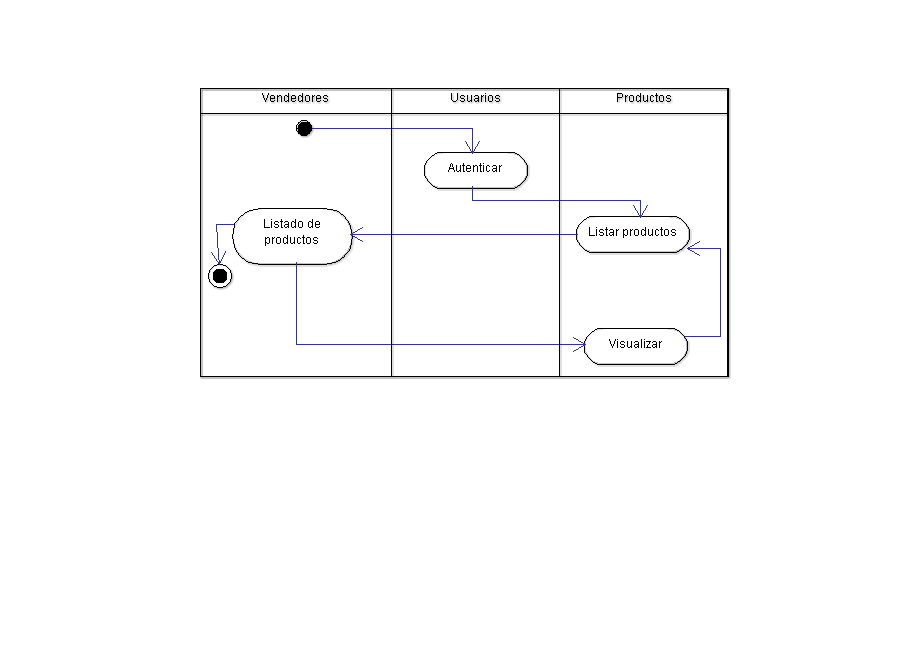 Vendedores
Usuarios
Productos
Autenticar
Listado de
productos
Listar productos
Visualizar